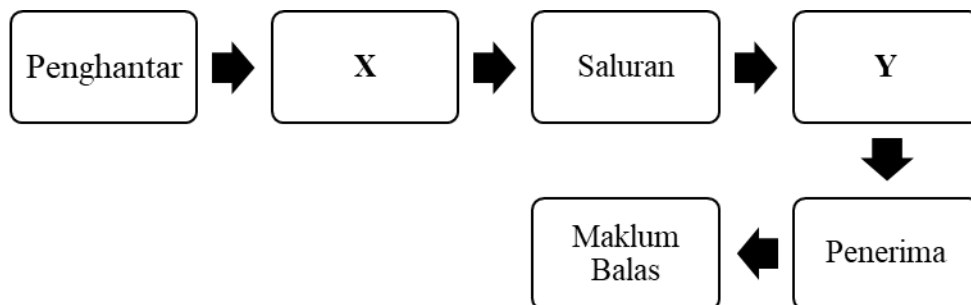 Penghantar
X
Saluran
Y
Maklum
Balas
Penerima